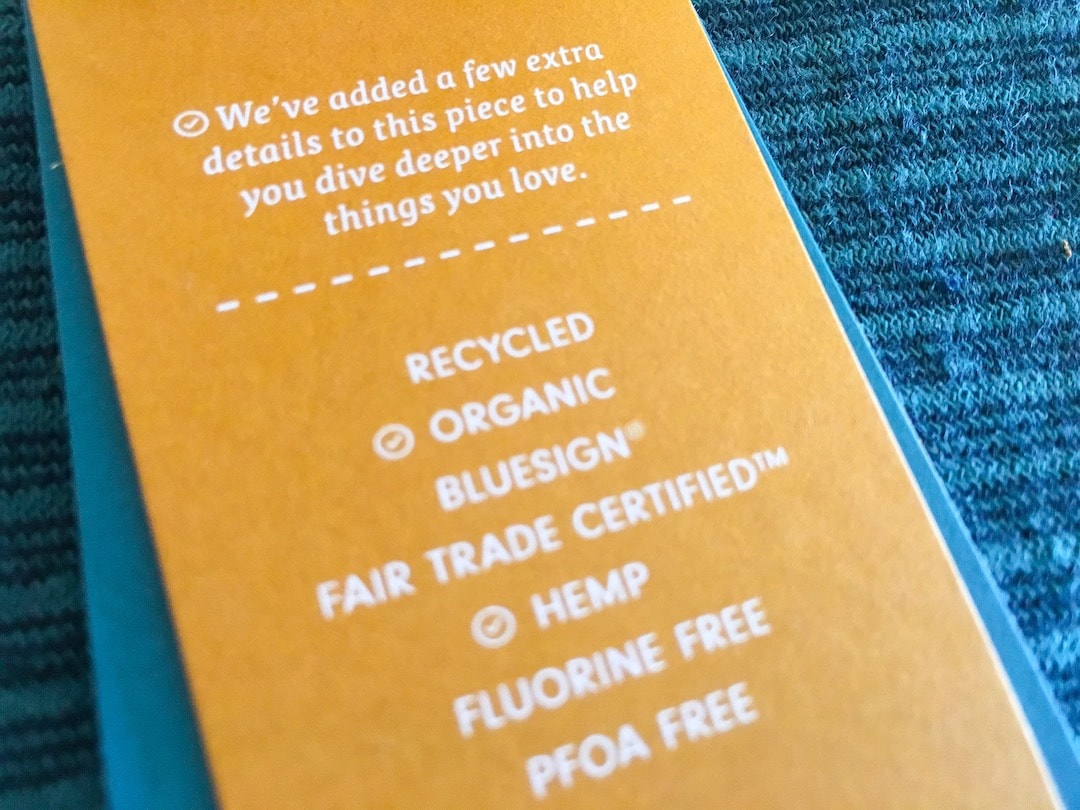 We've added a few extra
details to this piece to help
you dive deeper into the
things you love.
RECYCLED
ORGANIC
BLUESIGN®
FAIR TRADE CERTIFIED™
HEMP
FLUORINE FREE
PFOA FREE